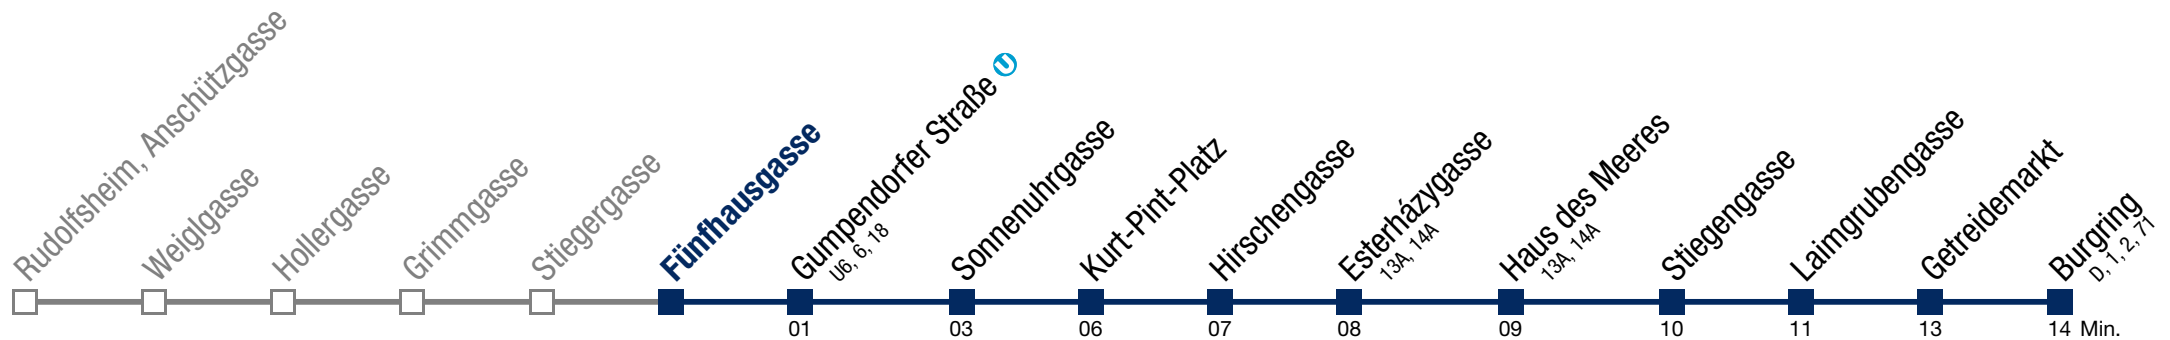 Rudolfsheim, Anschützgasse
Weiglgasse
Hollergasse
Grimmgasse
Stiegergasse
Fünfhausgasse
Gumpendorfer Straße
U6, 6, 18
Sonnenuhrgasse
Kurt-Pint-Platz
Hirschengasse
Esterházygasse
13A, 14A
Haus des Meeres
13A, 14A
Stiegengasse
Laimgrubengasse
Getreidemarkt
Burgring
D, 1, 2, 71
01 03 06 07 08 09 10 11 13 14 Min.